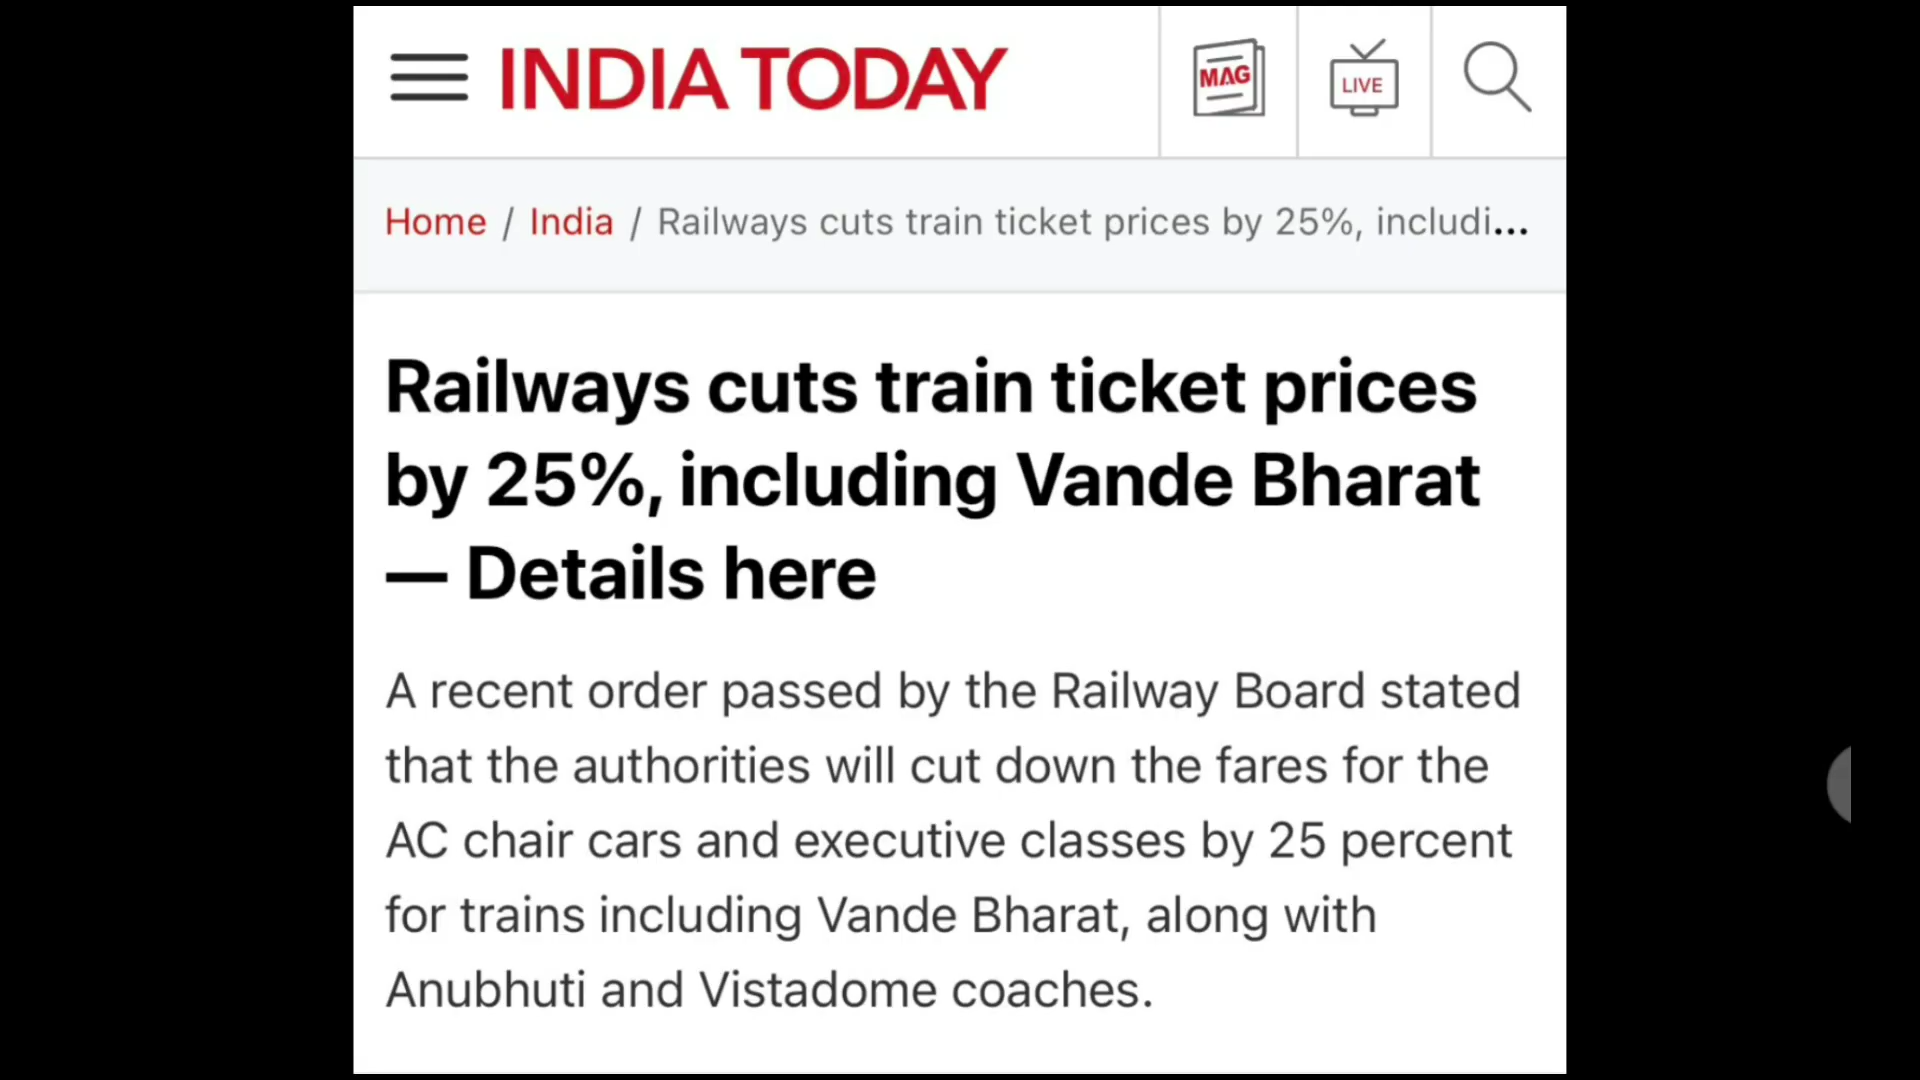 INDIA TODAY
MAG
LIVE
Home / India / Railways cuts train ticket prices by 25%, includi...
Railways cuts train ticket prices
by 25%, including Vande Bharat
— Details here
A recent order passed by the Railway Board stated
that the authorities will cut down the fares for the
AC chair cars and executive classes by 25 percent
for trains including Vande Bharat, along with
Anubhuti and Vistadome coaches.